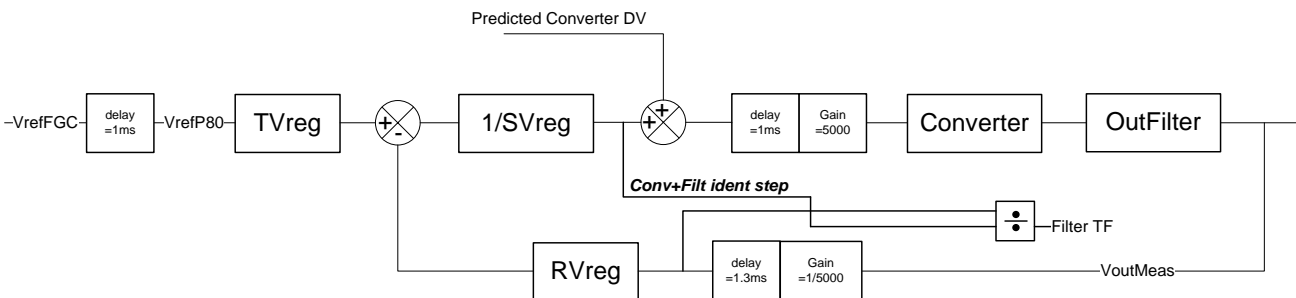 Predicted Converter DV
VrefFGC
delay
=1ms
VrefP80
TVreg
+
-
1/SVreg
+
+
delay
=1ms
Gain
=5000
Converter
OutFilter
Conv+Filt ident step
Filter TF
RVreg
delay
=1.3ms
Gain
=1/5000
VoutMeas